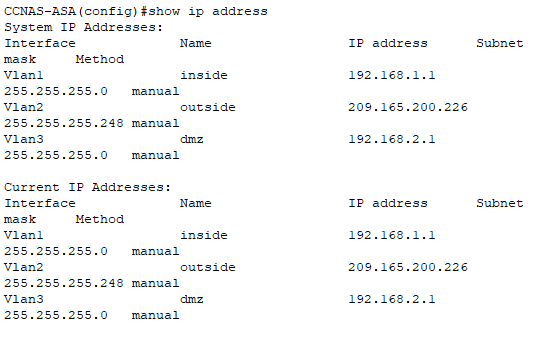 CCNAS-ASA(config)#show ip address
System IP Addresses:
Interface Name IP address Subnet
mask Method
Vlan1 inside 192.168.1.1
255.255.255.0 manual
Vlan2 outside 209.165.200.226
255.255.255.248 manual
Vlan3 dmz 192.168.2.1
255.255.255.0 manual
Current IP Addresses:
Interface Name IP address Subnet
mask Method
Vlan1 inside 192.168.1.1
255.255.255.0 manual
Vlan2 outside 209.165.200.226
255.255.255.248 manual
Vlan3 dmz 192.168.2.1
255.255.255.0 manual